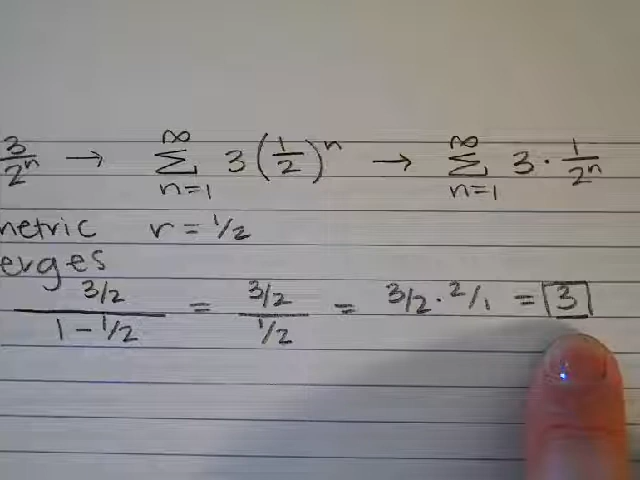 3/2ⁿ → ∞ Σ n=1 3(1/2)ⁿ → ∞ Σ n=1 3 · 1/2ⁿ
netric r = 1/2
erges
(3/2)/(1 - 1/2) = (3/2)/(1/2) = 3/2 · 2/1 = 3